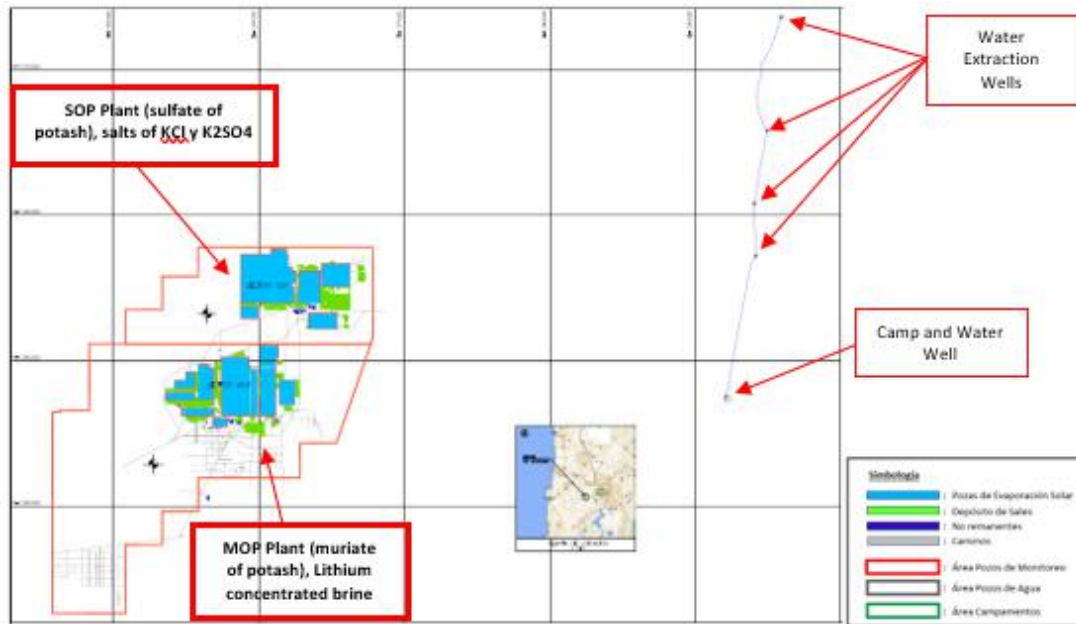 Water
Extraction
Wells
SOP Plant (sulfate of
potash), salts of KCl y K2SO4
Camp and Water
Well
MOP Plant (muriate
of potash), Lithium
concentrated brine
Simbología
: Pozas de Evaporación Solar
: Depósito de Sales
: No remanentes
: Caminos
: Área Pozos de Monitoreo
: Área Pozos de Agua
: Área Campamentos